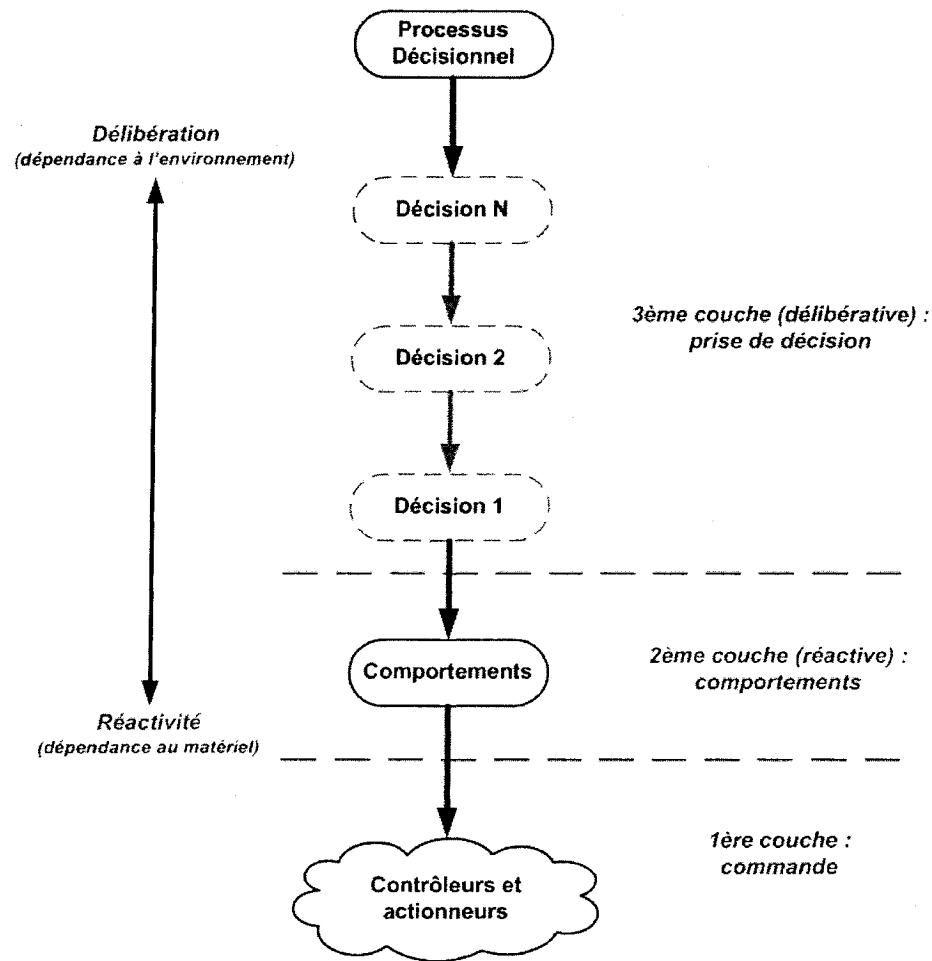 Processus
Décisionnel
Délibération
(dépendance à l'environnement)
Décision N
3ème couche (délibérative) :
prise de décision
Décision 2
Décision 1
Comportements
2ème couche (réactive) :
comportements
Réactivité
(dépendance au matériel)
1ère couche :
commande
Contrôleurs et
actionneurs